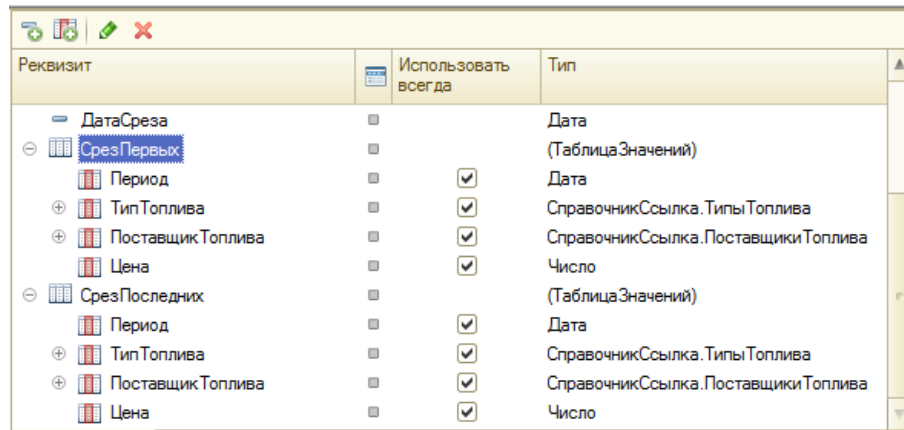 Реквизит Использовать всегда Тип
ДатаСреза Дата
СрезПервых (ТаблицаЗначений)
Период Дата
ТипТоплива СправочникСсылка.ТипыТоплива
ПоставщикТоплива СправочникСсылка.ПоставщикиТоплива
Цена Число
СрезПоследних (ТаблицаЗначений)
Период Дата
ТипТоплива СправочникСсылка.ТипыТоплива
ПоставщикТоплива СправочникСсылка.ПоставщикиТоплива
Цена Число